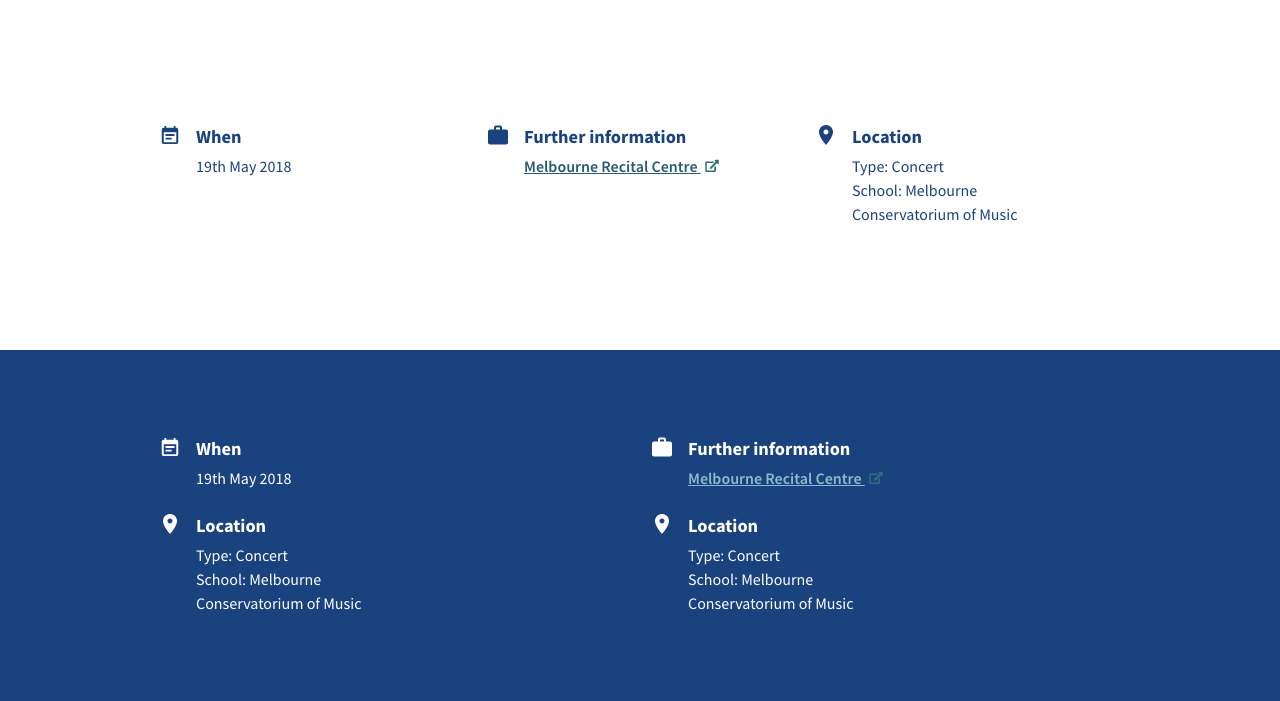 When
19th May 2018
Further information
Melbourne Recital Centre
Location
Type: Concert
School: Melbourne
Conservatorium of Music
When
19th May 2018
Further information
Melbourne Recital Centre
Location
Type: Concert
School: Melbourne
Conservatorium of Music
Location
Type: Concert
School: Melbourne
Conservatorium of Music